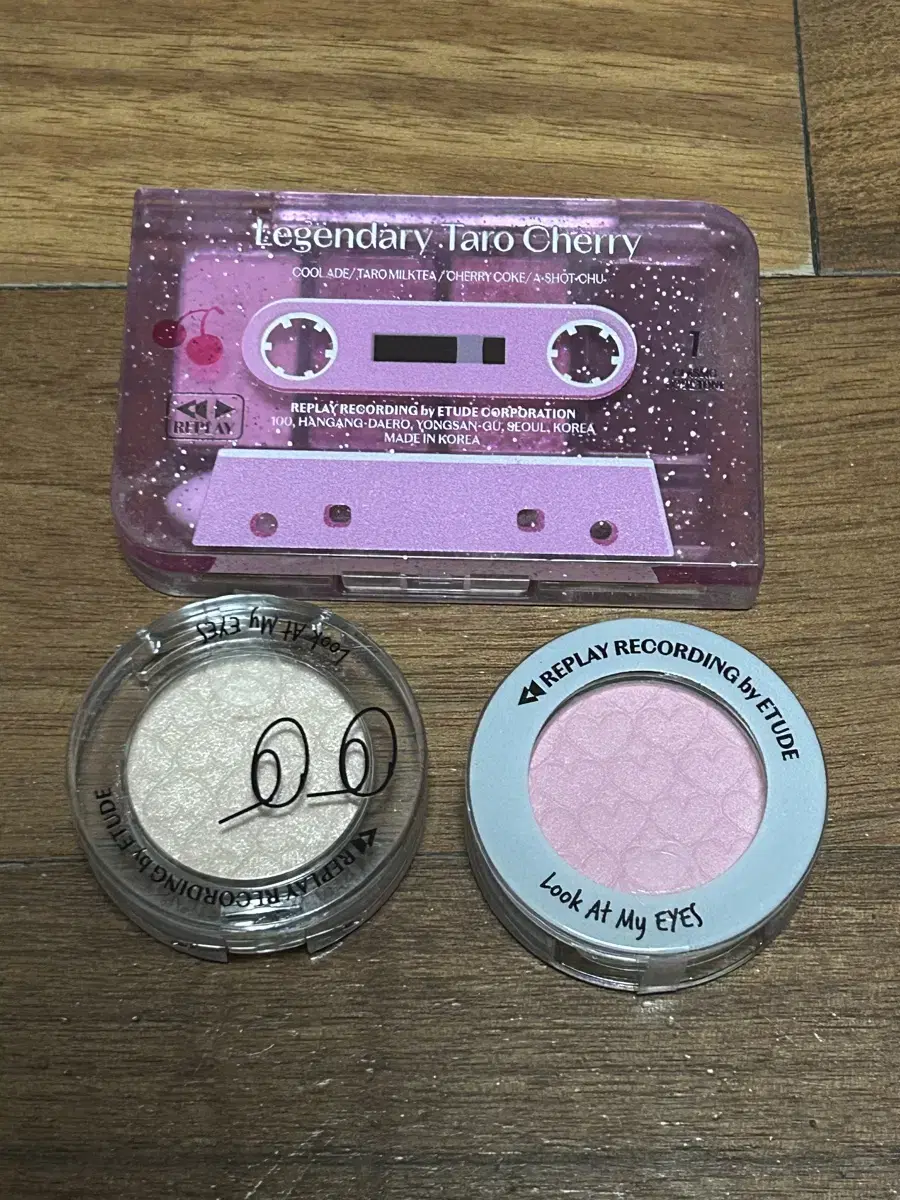 Legendary Taro Cherry
COOLADE/TARO MILKTEA/CHERRY COKE/A-SHOT-CHU-
1
REPLAY
REPLAY RECORDING by ETUDE CORPORATION
100, HANGANG-DAERO, YONGSAN-GU, SEOUL, KOREA
MADE IN KOREA
Look At My EYES
REPLAY RECORDING by ETUDE
REPLAY RECORDING by ETUDE
Look At My EYES